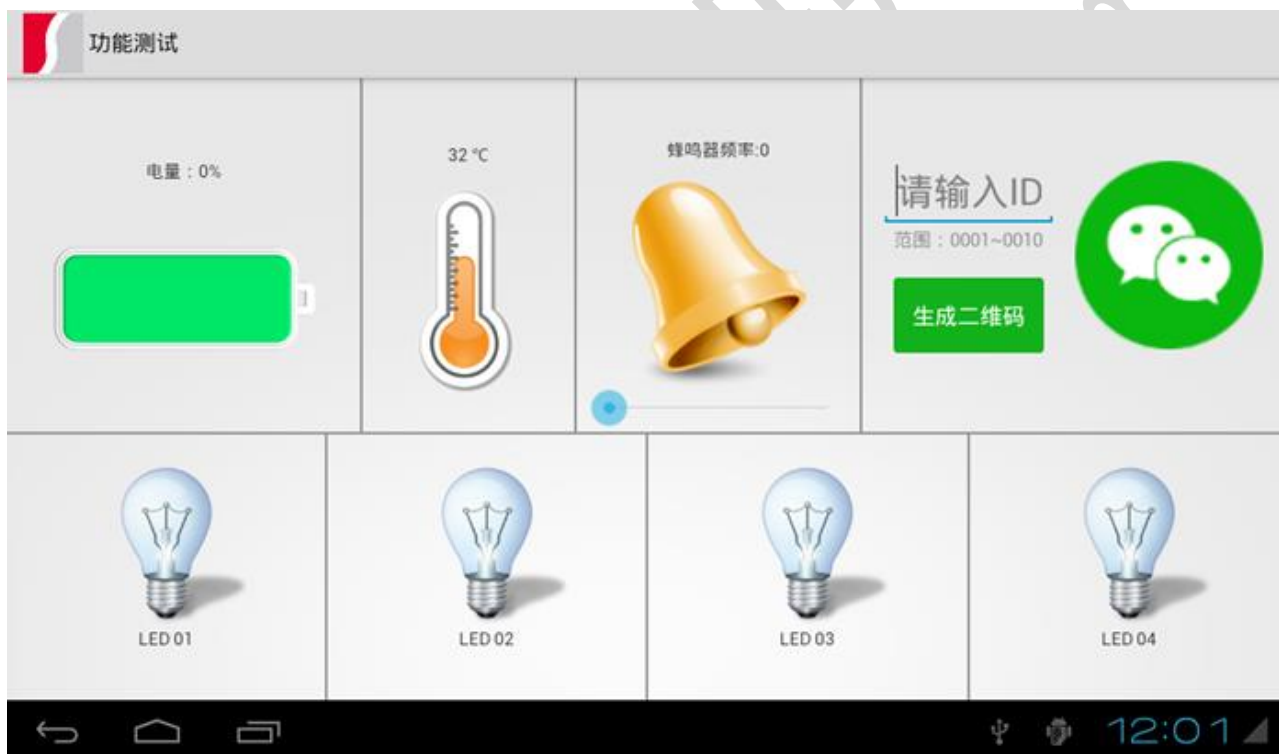 功能测试
电量：0%
32 ℃
蜂鸣器频率:0
请输入ID
范围：0001~0010
生成二维码
LED 01
LED 02
LED 03
LED 04
12:01